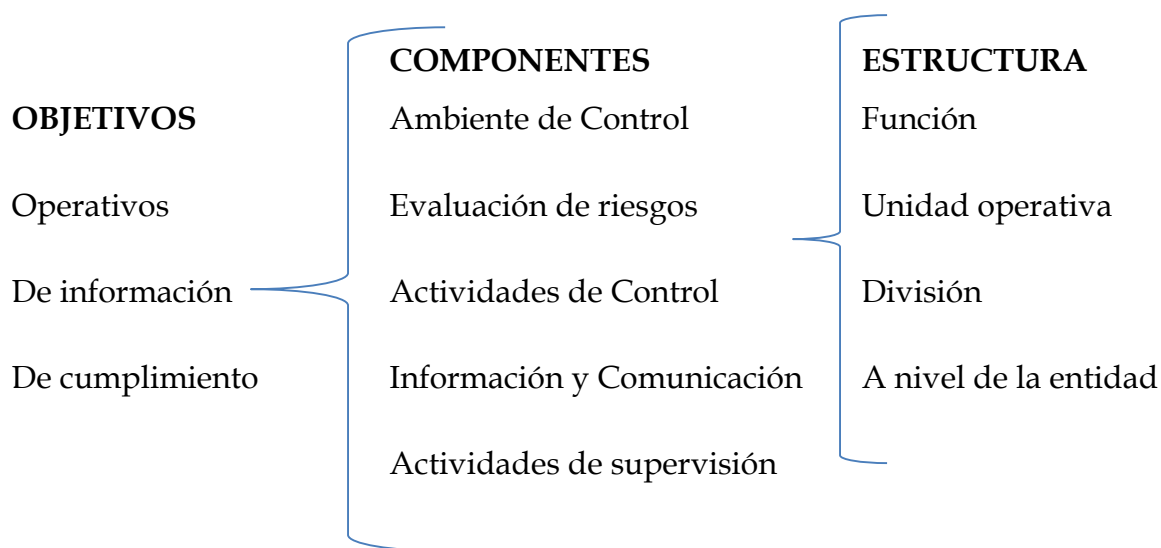 OBJETIVOS
Operativos
De información
De cumplimiento
COMPONENTES
Ambiente de Control
Evaluación de riesgos
Actividades de Control
Información y Comunicación
Actividades de supervisión
ESTRUCTURA
Función
Unidad operativa
División
A nivel de la entidad